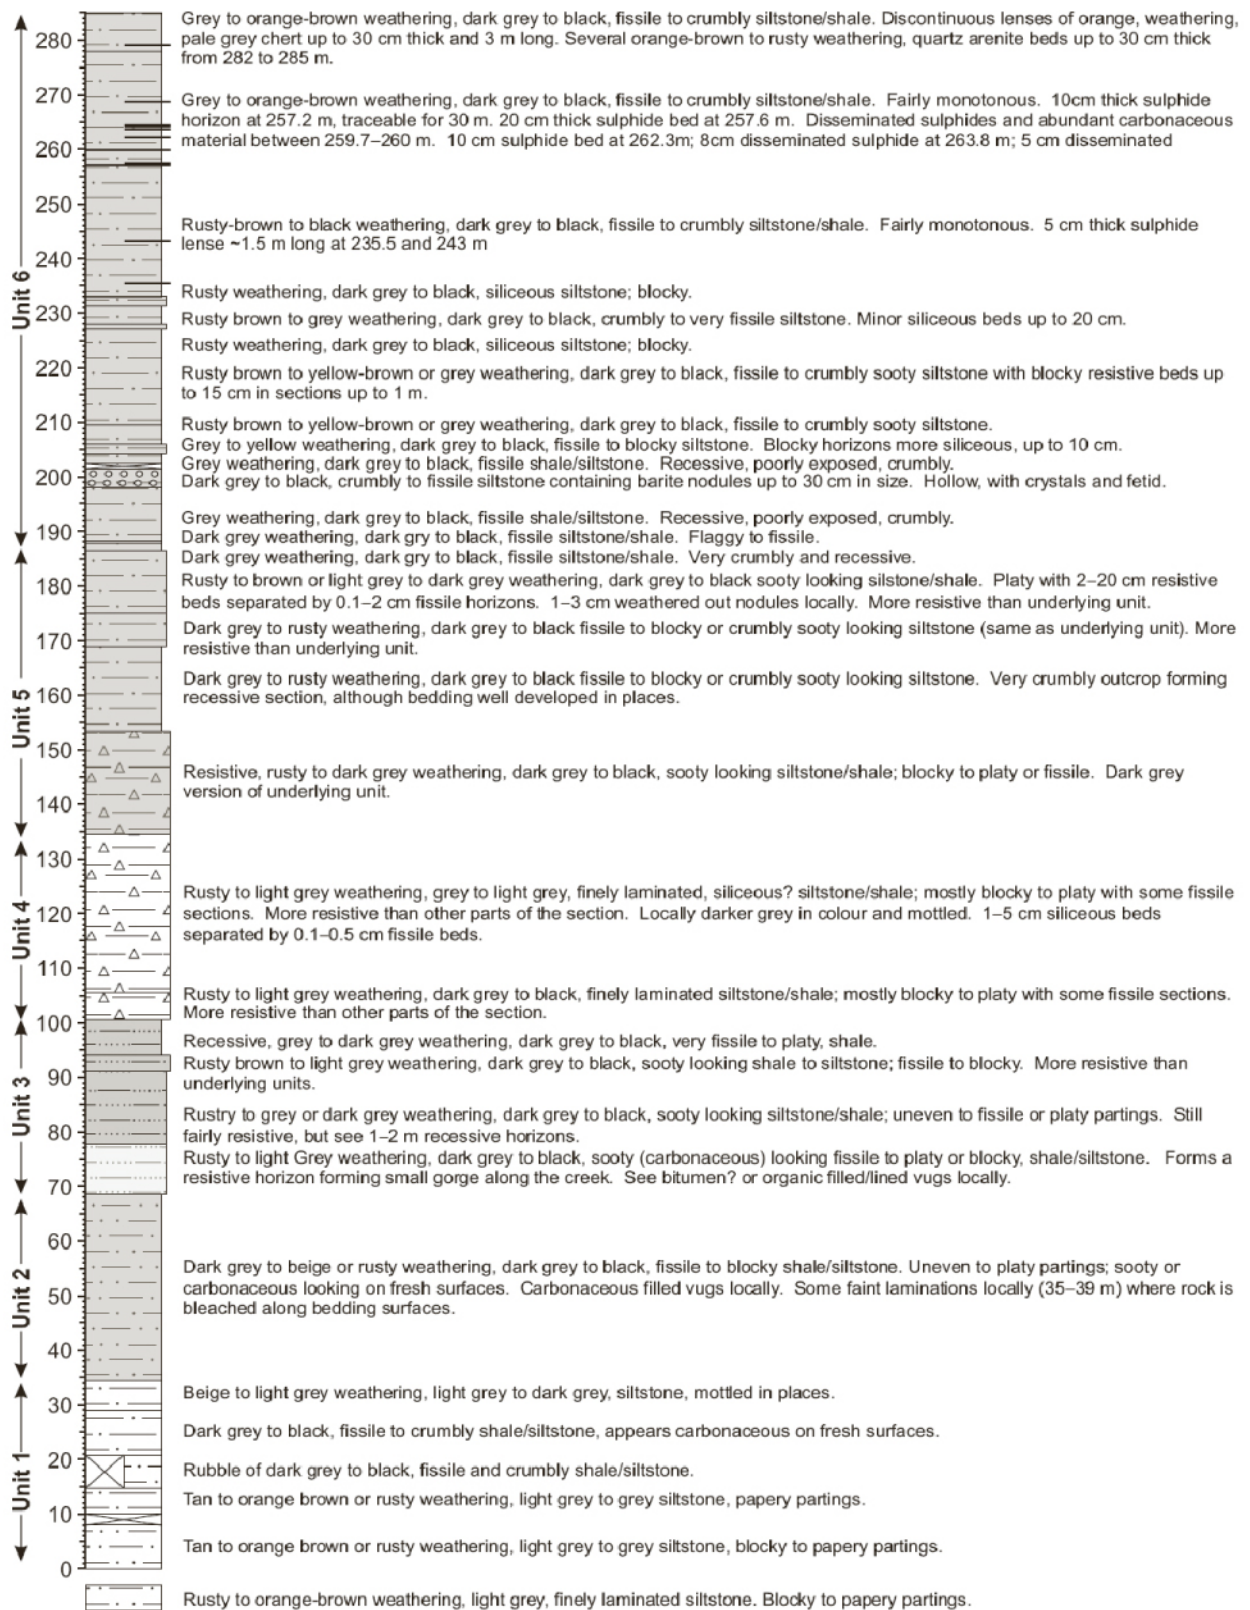 Grey to orange-brown weathering, dark grey to black, fissile to crumbly siltstone/shale. Discontinuous lenses of orange, weathering,
280
pale grey chert up to 30 cm thick and 3 m long. Several orange-brown to rusty weathering, quartz arenite beds up to 30 cm thick
from 282 to 285 m.
270
Grey to orange-brown weathering, dark grey to black, fissile to crumbly siltstone/shale. Fairly monotonous. 10cm thick sulphide
horizon at 257.2 m, traceable for 30 m. 20 cm thick sulphide bed at 257.6 m. Disseminated sulphides and abundant carbonaceous
260
material between 259.7–260 m. 10 cm sulphide bed at 262.3m; 8cm disseminated sulphide at 263.8 m; 5 cm disseminated
250
Rusty-brown to black weathering, dark grey to black, fissile to crumbly siltstone/shale. Fairly monotonous. 5 cm thick sulphide
lense ~1.5 m long at 235.5 and 243 m
240
Unit 6
Rusty weathering, dark grey to black, siliceous siltstone; blocky.
230
Rusty brown to grey weathering, dark grey to black, crumbly to very fissile siltstone. Minor siliceous beds up to 20 cm.
Rusty weathering, dark grey to black, siliceous siltstone; blocky.
220
Rusty brown to yellow-brown or grey weathering, dark grey to black, fissile to crumbly sooty siltstone with blocky resistive beds up
to 15 cm in sections up to 1 m.
210
Rusty brown to yellow-brown or grey weathering, dark grey to black, fissile to crumbly sooty siltstone.
Grey to yellow weathering, dark grey to black, fissile to blocky siltstone. Blocky horizons more siliceous, up to 10 cm.
Grey weathering, dark grey to black, fissile shale/siltstone. Recessive, poorly exposed, crumbly.
200
Dark grey to black, crumbly to fissile siltstone containing barite nodules up to 30 cm in size. Hollow, with crystals and fetid.
Grey weathering, dark grey to black, fissile shale/siltstone. Recessive, poorly exposed, crumbly.
190
Dark grey weathering, dark gry to black, fissile siltstone/shale. Flaggy to fissile.
Dark grey weathering, dark gry to black, fissile siltstone/shale. Very crumbly and recessive.
180
Rusty to brown or light grey to dark grey weathering, dark grey to black sooty looking silstone/shale. Platy with 2–20 cm resistive
beds separated by 0.1–2 cm fissile horizons. 1–3 cm weathered out nodules locally. More resistive than underlying unit.
170
Dark grey to rusty weathering, dark grey to black fissile to blocky or crumbly sooty looking siltstone (same as underlying unit). More
resistive than underlying unit.
160
Unit 5
Dark grey to rusty weathering, dark grey to black fissile to blocky or crumbly sooty looking siltstone. Very crumbly outcrop forming
recessive section, although bedding well developed in places.
150
Resistive, rusty to dark grey weathering, dark grey to black, sooty looking siltstone/shale; blocky to platy or fissile. Dark grey
version of underlying unit.
140
130
Unit 4
Rusty to light grey weathering, grey to light grey, finely laminated, siliceous? siltstone/shale; mostly blocky to platy with some fissile
120
sections. More resistive than other parts of the section. Locally darker grey in colour and mottled. 1–5 cm siliceous beds
separated by 0.1–0.5 cm fissile beds.
110
Rusty to light grey weathering, dark grey to black, finely laminated siltstone/shale; mostly blocky to platy with some fissile sections.
More resistive than other parts of the section.
100
Recessive, grey to dark grey weathering, dark grey to black, very fissile to platy, shale.
Rusty brown to light grey weathering, dark grey to black, sooty looking shale to siltstone; fissile to blocky. More resistive than
90
underlying units.
Unit 3
Rustry to grey or dark grey weathering, dark grey to black, sooty looking siltstone/shale; uneven to fissile or platy partings. Still
80
fairly resistive, but see 1–2 m recessive horizons.
Rusty to light Grey weathering, dark grey to black, sooty (carbonaceous) looking fissile to platy or blocky, shale/siltstone. Forms a
70
resistive horizon forming small gorge along the creek. See bitumen? or organic filled/lined vugs locally.
60
Unit 2
Dark grey to beige or rusty weathering, dark grey to black, fissile to blocky shale/siltstone. Uneven to platy partings; sooty or
50
carbonaceous looking on fresh surfaces. Carbonaceous filled vugs locally. Some faint laminations locally (35–39 m) where rock is
bleached along bedding surfaces.
40
Beige to light grey weathering, light grey to dark grey, siltstone, mottled in places.
30
Dark grey to black, fissile to crumbly shale/siltstone, appears carbonaceous on fresh surfaces.
20
Unit 1
Rubble of dark grey to black, fissile and crumbly shale/siltstone.
Tan to orange brown or rusty weathering, light grey to grey siltstone, papery partings.
10
Tan to orange brown or rusty weathering, light grey to grey siltstone, blocky to papery partings.
0
Rusty to orange-brown weathering, light grey, finely laminated siltstone. Blocky to papery partings.